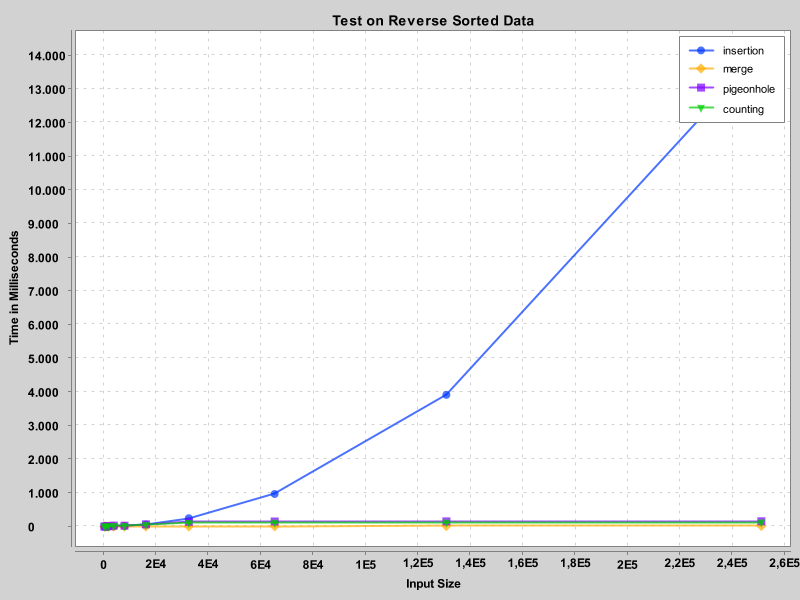 Test on Reverse Sorted Data
insertion
merge
pigeonhole
counting
Time in Milliseconds
14.000
13.000
12.000
11.000
10.000
9.000
8.000
7.000
6.000
5.000
4.000
3.000
2.000
1.000
0
0 2E4 4E4 6E4 8E4 1E5 1,2E5 1,4E5 1,6E5 1,8E5 2E5 2,2E5 2,4E5 2,6E5
Input Size